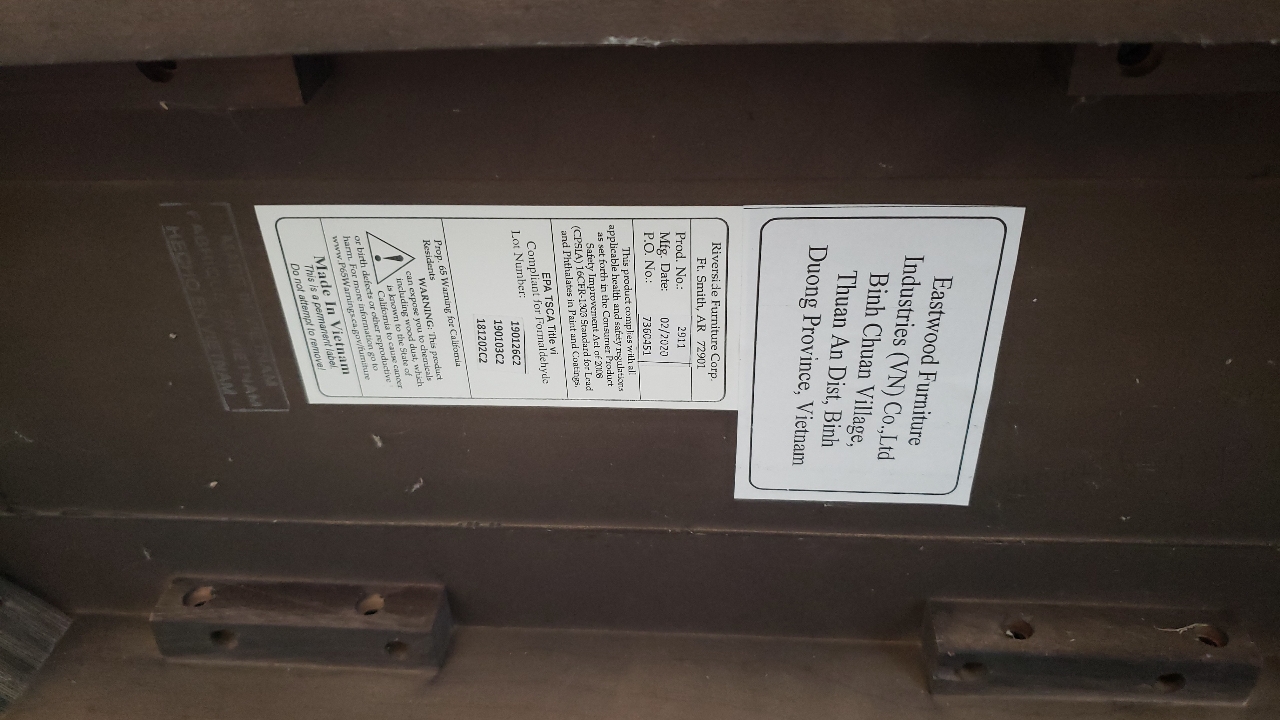 Eastwood Furniture
Industries (VN) Co.,Ltd
Binh Chuan Village,
Thuan An Dist, Binh
Duong Province, Vietnam
Riverside Furniture Corp.
Ft. Smith, AR 72901
Prod. No.: 2911
Mfg. Date: 02/2020
P.O. No.: 730451
This product complies with all
applicable health and safety regulations
as set forth in the Consumer Product
Safety Improvement Act of 2008
(CPSIA) 16CFR-1303 Standard for Lead
and Phthalates in Paint and Coatings.
EPA TSCA Title vi
Compliant for Formaldehyde
Lot Number: 190126C2
190103C2
181202C2
Prop 65 Warning for California
Residents
WARNING: This product
can expose you to chemicals
including wood dust, which
is known to the State of
California to cause cancer
or birth defects or other reproductive
harm. For more information go to
www.P65Warnings.ca.gov/furniture
Made In Vietnam
This is a permanent label.
Do not attempt to remove!
VIETNAM
VIETNAM